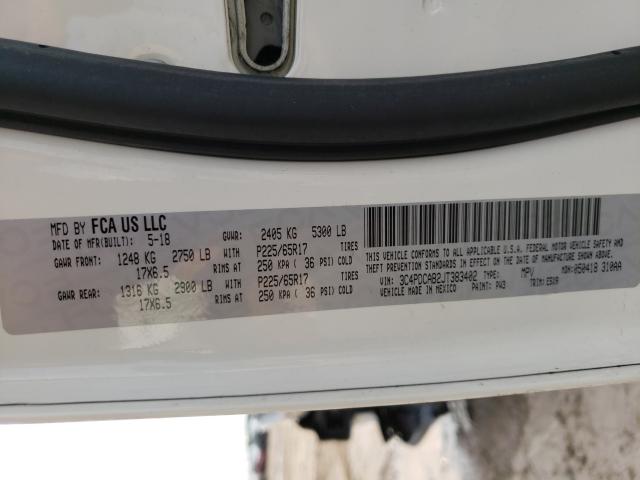 MFD BY FCA US LLC
DATE OF MFR(BUILT): 5-18 GVWR: 2405 KG 5300 LB
GAWR FRONT: 1248 KG 2750 LB WITH P225/65R17 TIRES
17X6.5 RIMS AT 250 KPA ( 36 PSI) COLD
GAWR REAR: 1316 KG 2900 LB WITH P225/65R17 TIRES
17X6.5 RIMS AT 250 KPA ( 36 PSI) COLD
THIS VEHICLE CONFORMS TO ALL APPLICABLE U.S.A. FEDERAL MOTOR VEHICLE SAFETY AND
THEFT PREVENTION STANDARDS IN EFFECT ON THE DATE OF MANUFACTURE SHOWN ABOVE.
VIN: 3C4PDCAB2JT383402 TYPE: MPV MDH: 050418 310AA
VEHICLE MADE IN MEXICO PAINT: PW3 TRIM: